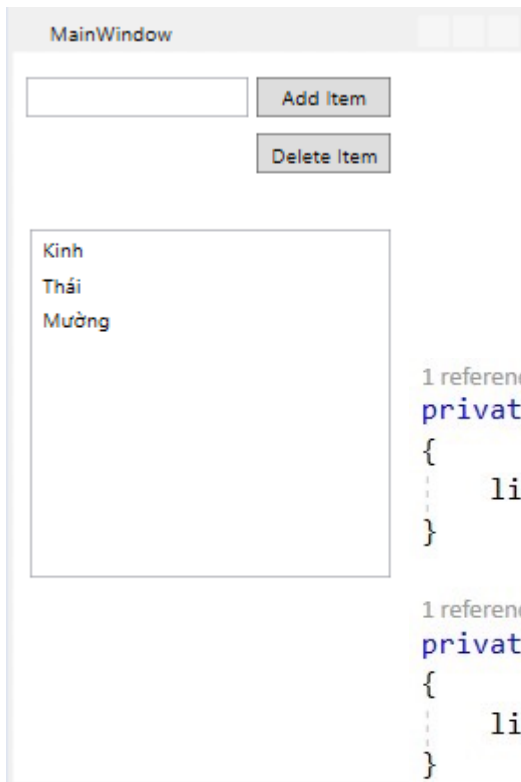 MainWindow
Add Item
Delete Item
Kinh
Thái
Mường
1 referenc
privat
{
li
}
1 referenc
privat
{
li
}